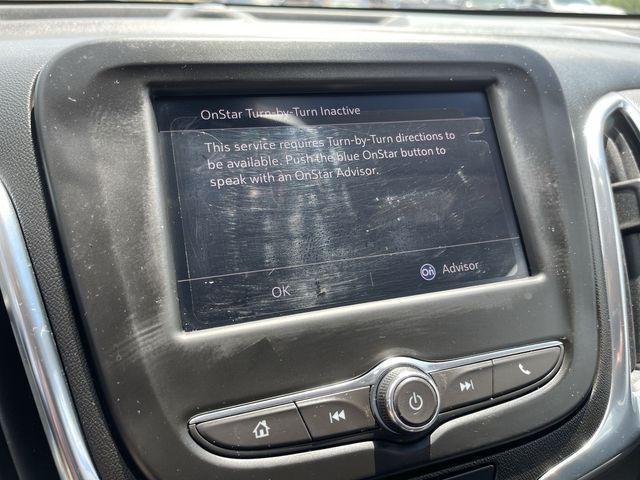 OnStar Turn-by-Turn Inactive
This service requires Turn-by-Turn directions to
be available. Push the blue OnStar button to
speak with an OnStar Advisor.
OK
On Advisor